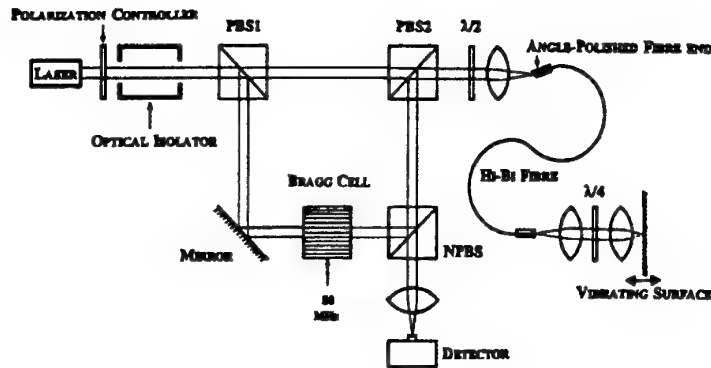 POLARIZATION CONTROLLER
PBS1
PBS2
λ/2
ANGLE-POLISHED FIBRE END
LASER
OPTICAL ISOLATOR
BRAGG CELL
HI-BI FIBRE
λ/4
MIRROR
NPBS
80
MHz
VIBRATING SURFACE
DETECTOR